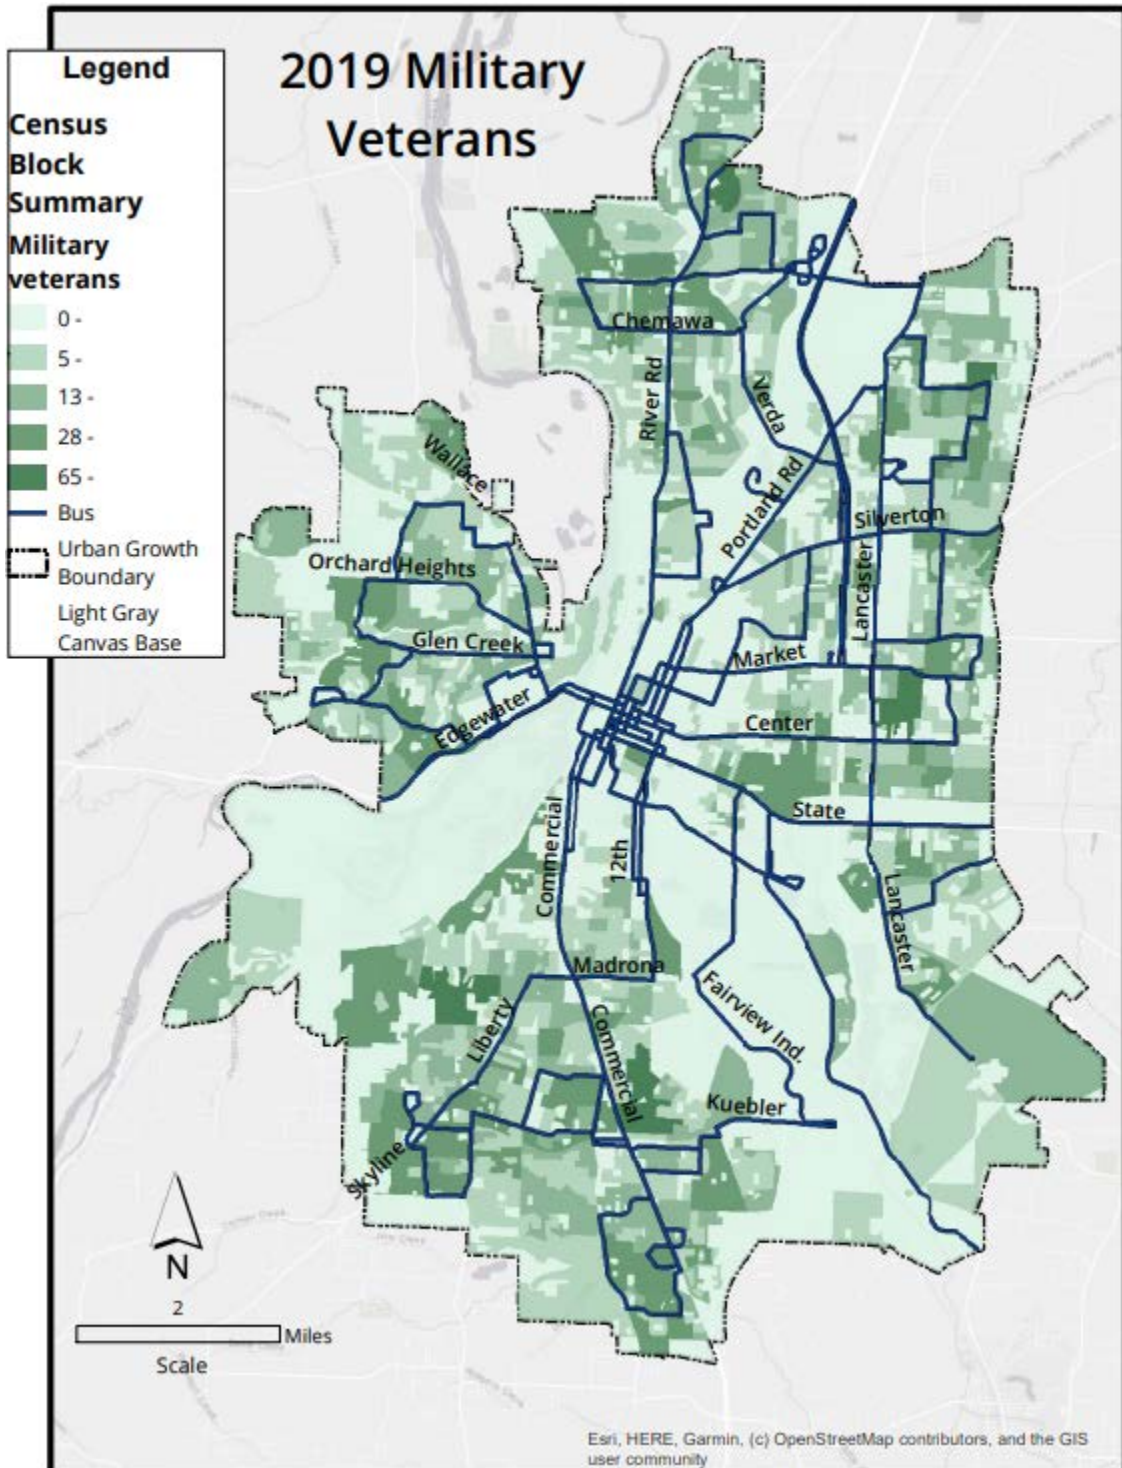 2019 Military
Veterans
Legend
Census
Block
Summary
Military
veterans
0 -
5 -
13 -
28 -
65 -
Bus
Urban Growth
Boundary
Light Gray
Canvas Base
Chemawa
River Rd
Verda
Wallace
Portland Rd
Silverton
Orchard Heights
Lancaster
Glen Creek
Market
Edgewater
Center
State
Commercial
12th
Lancaster
Madrona
Fairview Ind.
Liberty
Commercial
Kuebler
Skyline
N
2
Miles
Scale
Esri, HERE, Garmin, (c) OpenStreetMap contributors, and the GIS
user community